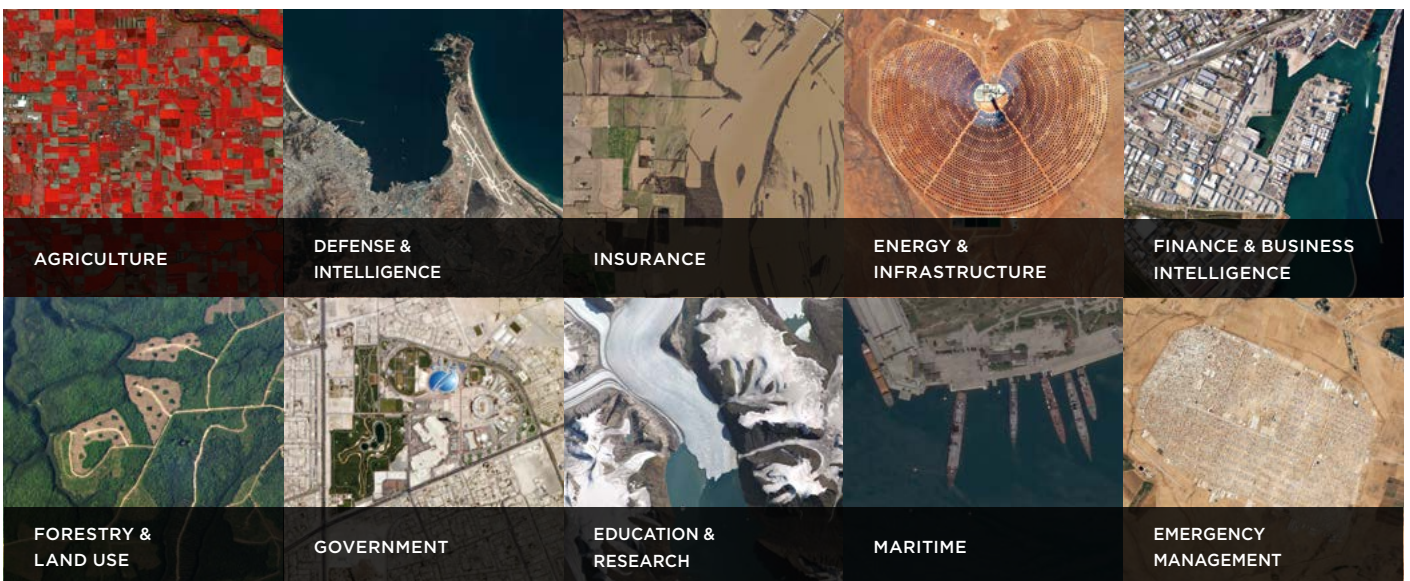 AGRICULTURE
DEFENSE &
INTELLIGENCE
INSURANCE
ENERGY &
INFRASTRUCTURE
FINANCE & BUSINESS
INTELLIGENCE
FORESTRY &
LAND USE
GOVERNMENT
EDUCATION &
RESEARCH
MARITIME
EMERGENCY
MANAGEMENT